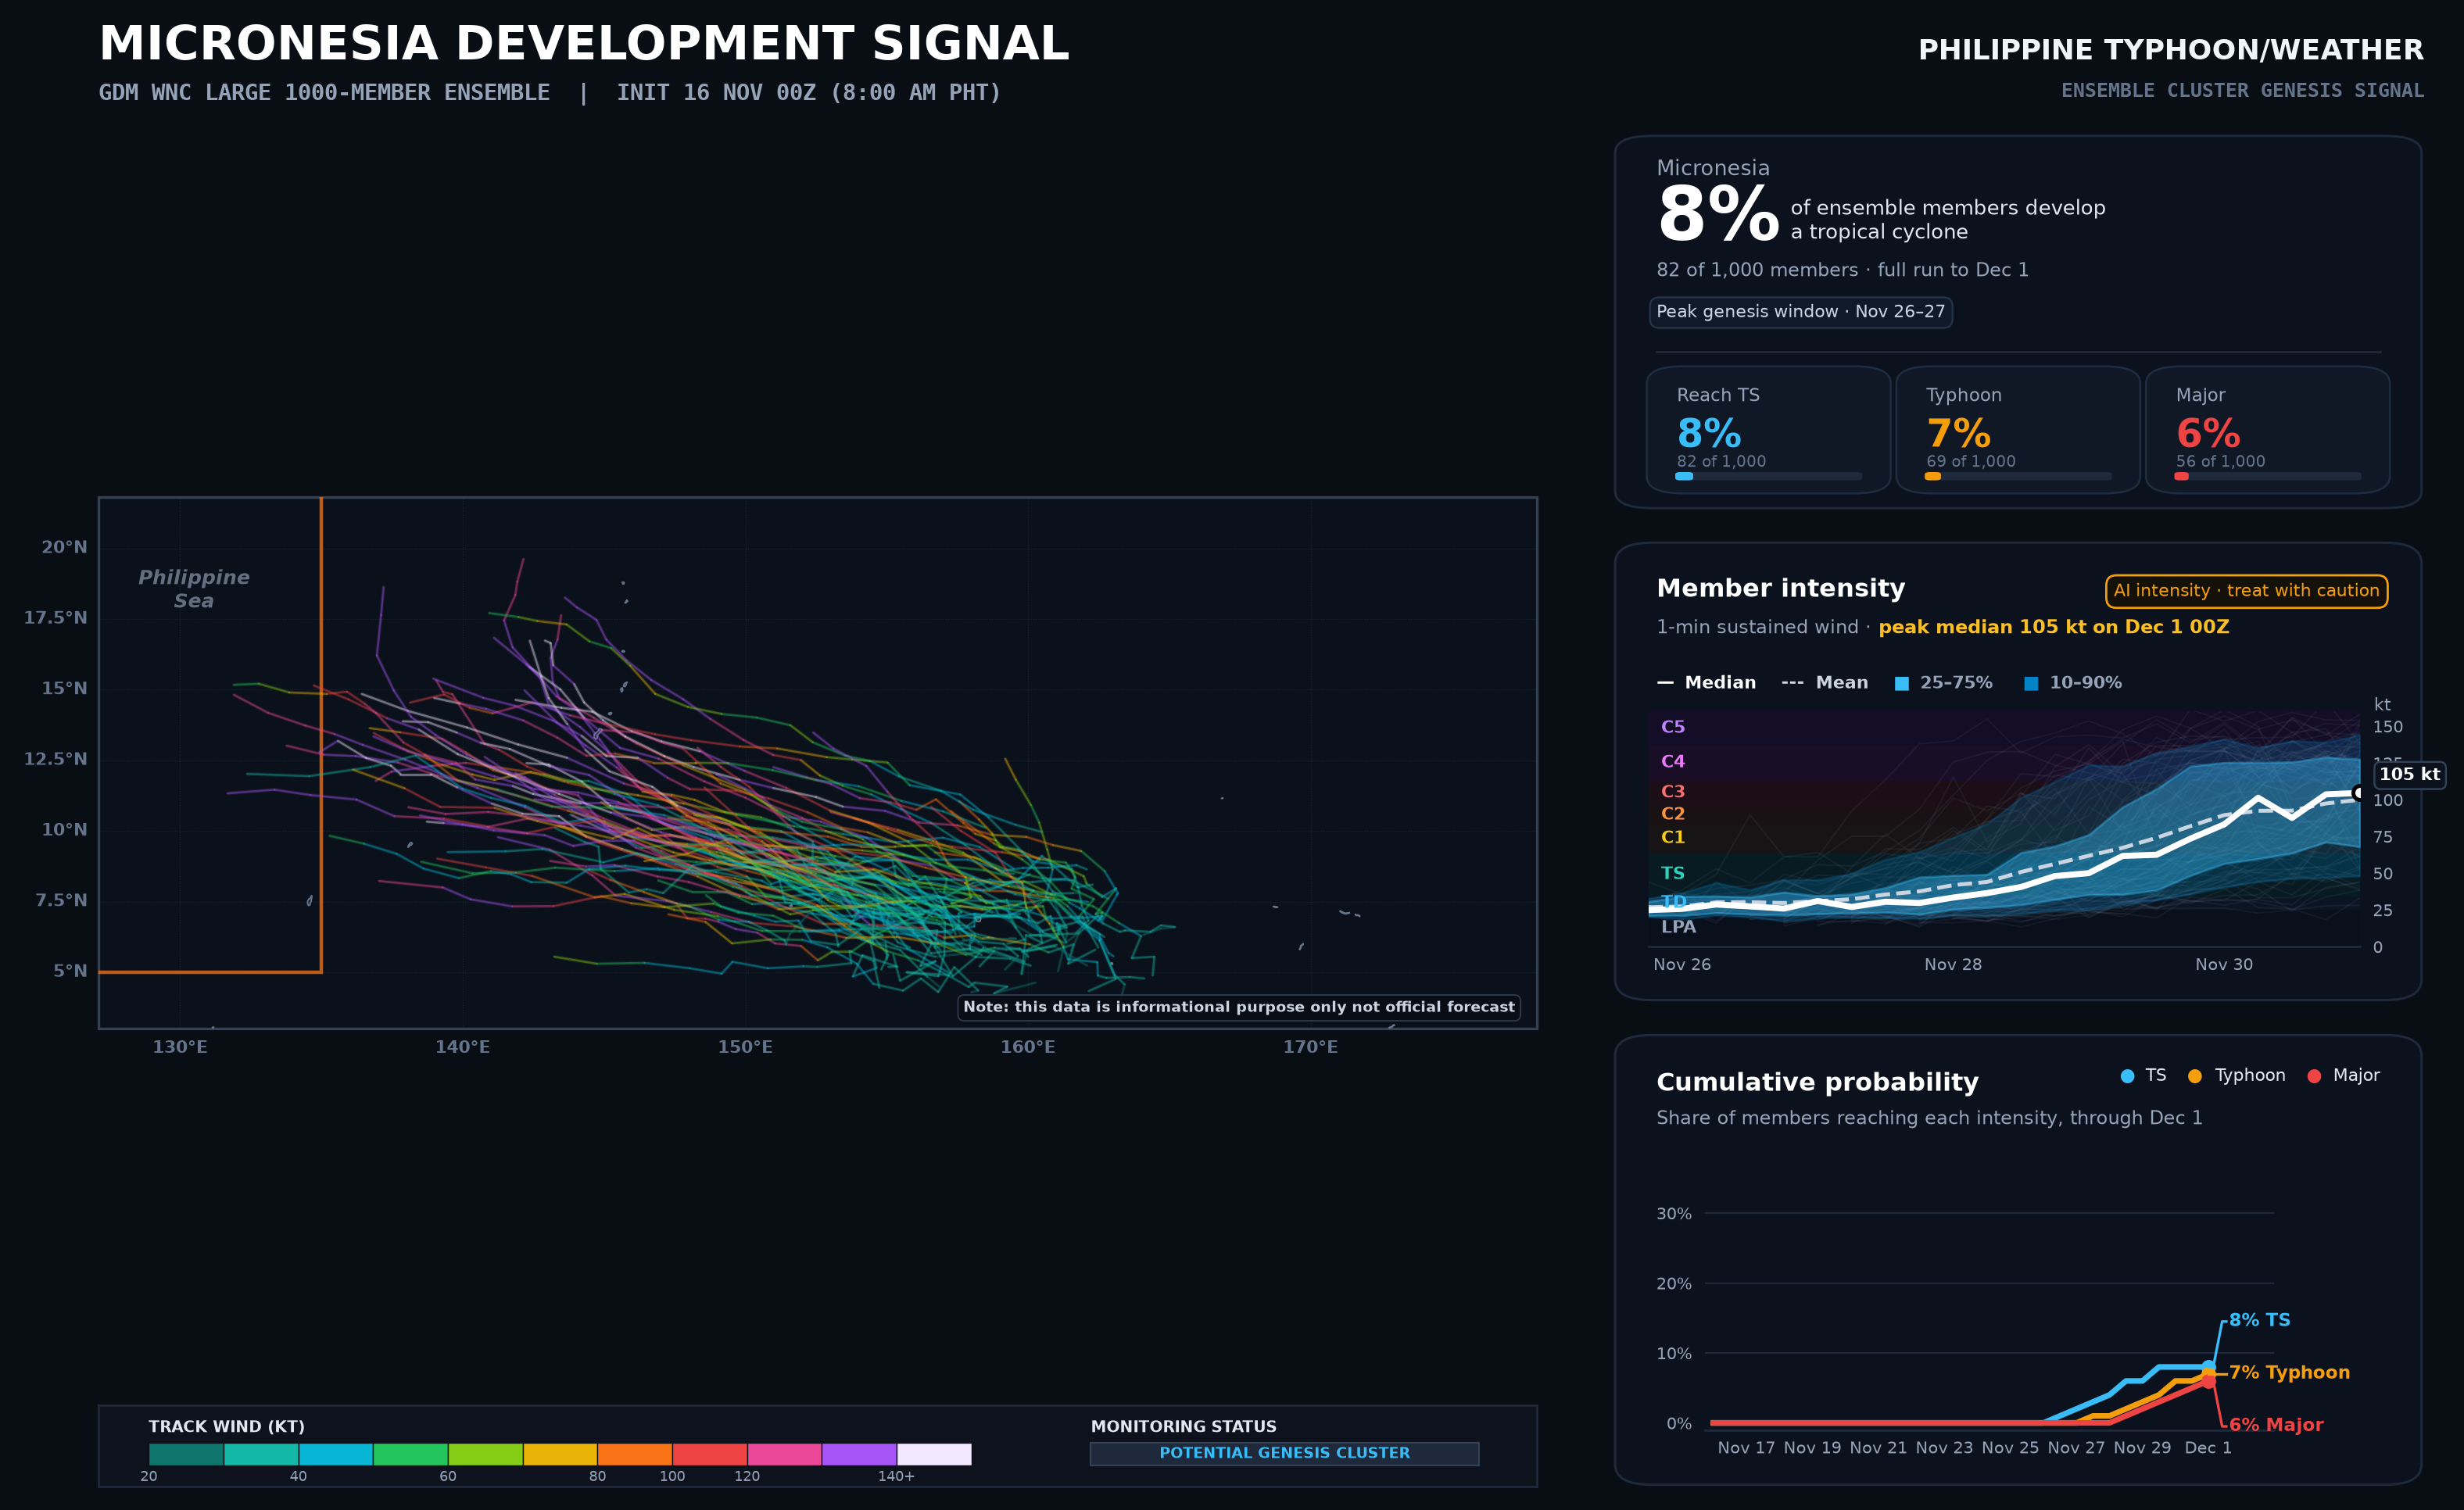 MICRONESIA DEVELOPMENT SIGNAL
GDM WNC LARGE 1000-MEMBER ENSEMBLE | INIT 16 NOV 00Z (8:00 AM PHT)
PHILIPPINE TYPHOON/WEATHER
ENSEMBLE CLUSTER GENESIS SIGNAL
20°N
17.5°N
15°N
12.5°N
10°N
7.5°N
5°N
Philippine
Sea
Note: this data is informational purpose only not official forecast
130°E
140°E
150°E
160°E
170°E
TRACK WIND (KT)
20
40
60
80
100
120
140+
MONITORING STATUS
POTENTIAL GENESIS CLUSTER
Micronesia
8% of ensemble members develop
a tropical cyclone
82 of 1,000 members · full run to Dec 1
Peak genesis window · Nov 26–27
Reach TS
8%
82 of 1,000
Typhoon
7%
69 of 1,000
Major
6%
56 of 1,000
Member intensity
AI intensity · treat with caution
1-min sustained wind · peak median 105 kt on Dec 1 00Z
Median
Mean
25–75%
10–90%
kt
C5
C4
C3
C2
C1
TS
TD
LPA
150
105 kt
100
75
50
25
0
Nov 26
Nov 28
Nov 30
Cumulative probability
TS
Typhoon
Major
Share of members reaching each intensity, through Dec 1
30%
20%
10%
0%
8% TS
7% Typhoon
6% Major
Nov 17
Nov 19
Nov 21
Nov 23
Nov 25
Nov 27
Nov 29
Dec 1